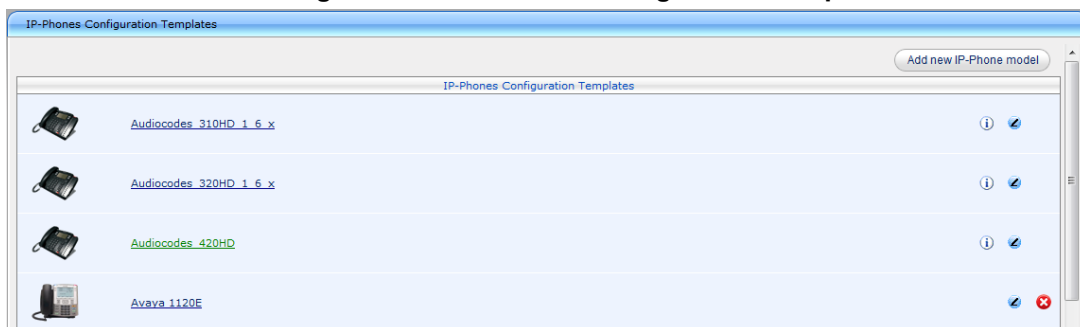 IP-Phones Configuration Templates
Add new IP-Phone model
IP-Phones Configuration Templates
Audiocodes_310HD_1_6_x
Audiocodes_320HD_1_6_x
Audiocodes_420HD
Avaya 1120E